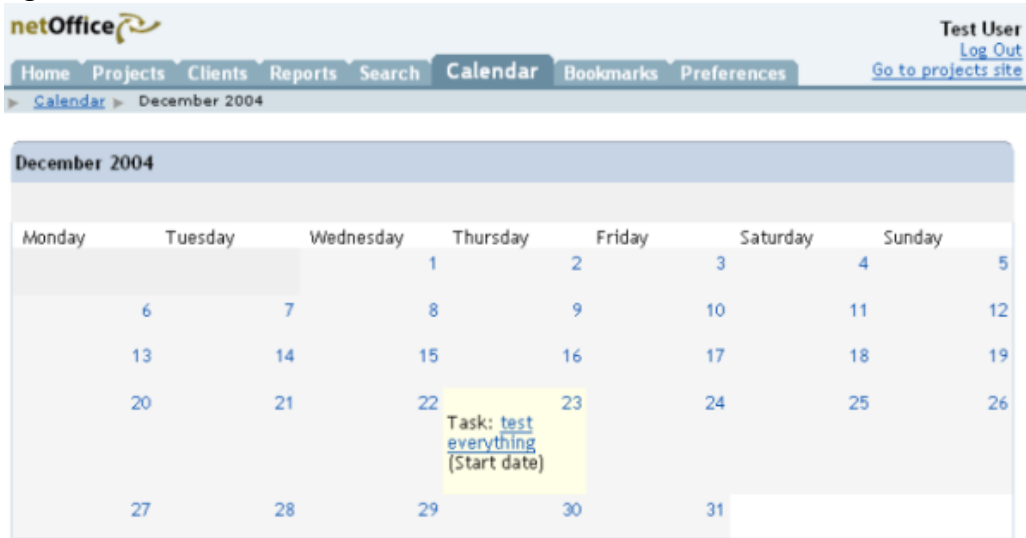 netOffice
Test User
Log Out
Go to projects site
Home Projects Clients Reports Search Calendar Bookmarks Preferences
Calendar December 2004
December 2004
Monday Tuesday Wednesday Thursday Friday Saturday Sunday
1 2 3 4 5
6 7 8 9 10 11 12
13 14 15 16 17 18 19
20 21 22 23 24 25 26
Task: test
everything
(Start date)
27 28 29 30 31